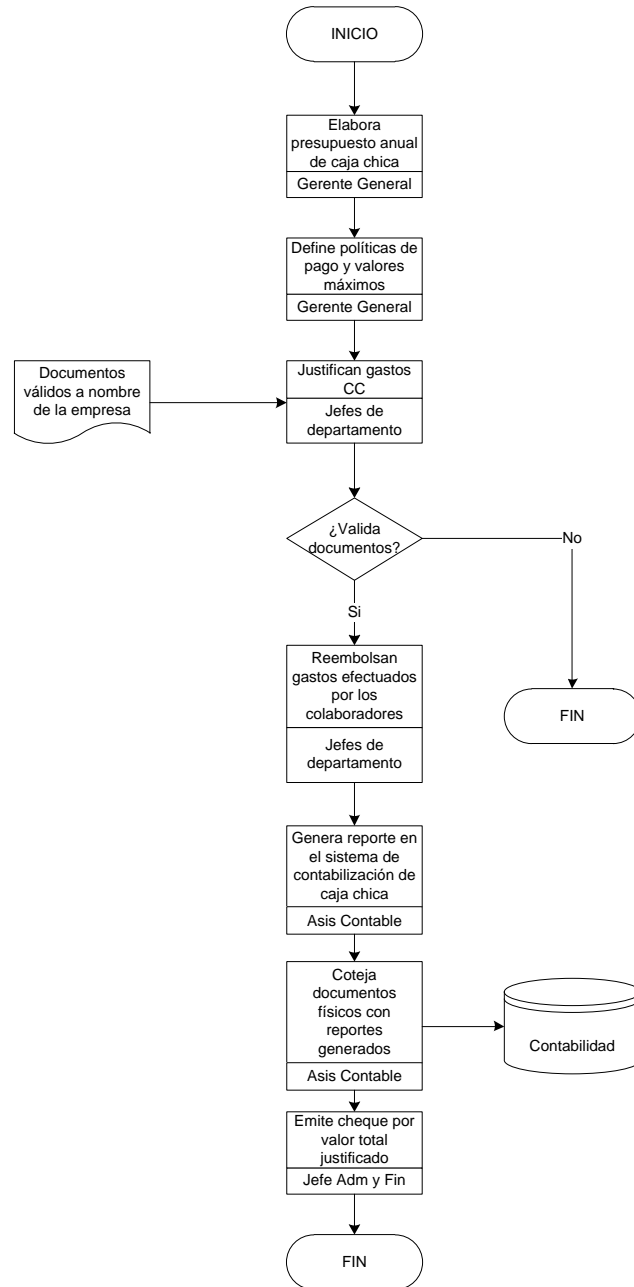 INICIO
Elabora
presupuesto anual
de caja chica
Gerente General
Define políticas de
pago y valores
máximos
Gerente General
Documentos
válidos a nombre
de la empresa
Justifican gastos
CC
Jefes de
departamento
¿Valida
documentos?
No
Si
Reembolsan
gastos efectuados
por los
colaboradores
Jefes de
departamento
FIN
Genera reporte en
el sistema de
contabilización de
caja chica
Asis Contable
Coteja
documentos
físicos con
reportes
generados
Asis Contable
Contabilidad
Emite cheque por
valor total
justificado
Jefe Adm y Fin
FIN